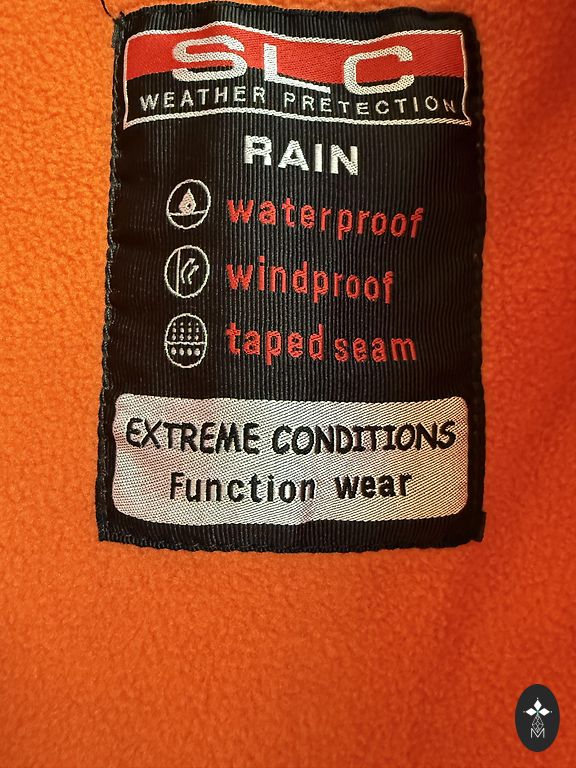 SLC
WEATHER PRETECTION
RAIN
waterproof
windproof
taped seam
EXTREME CONDITIONS
Function wear
M